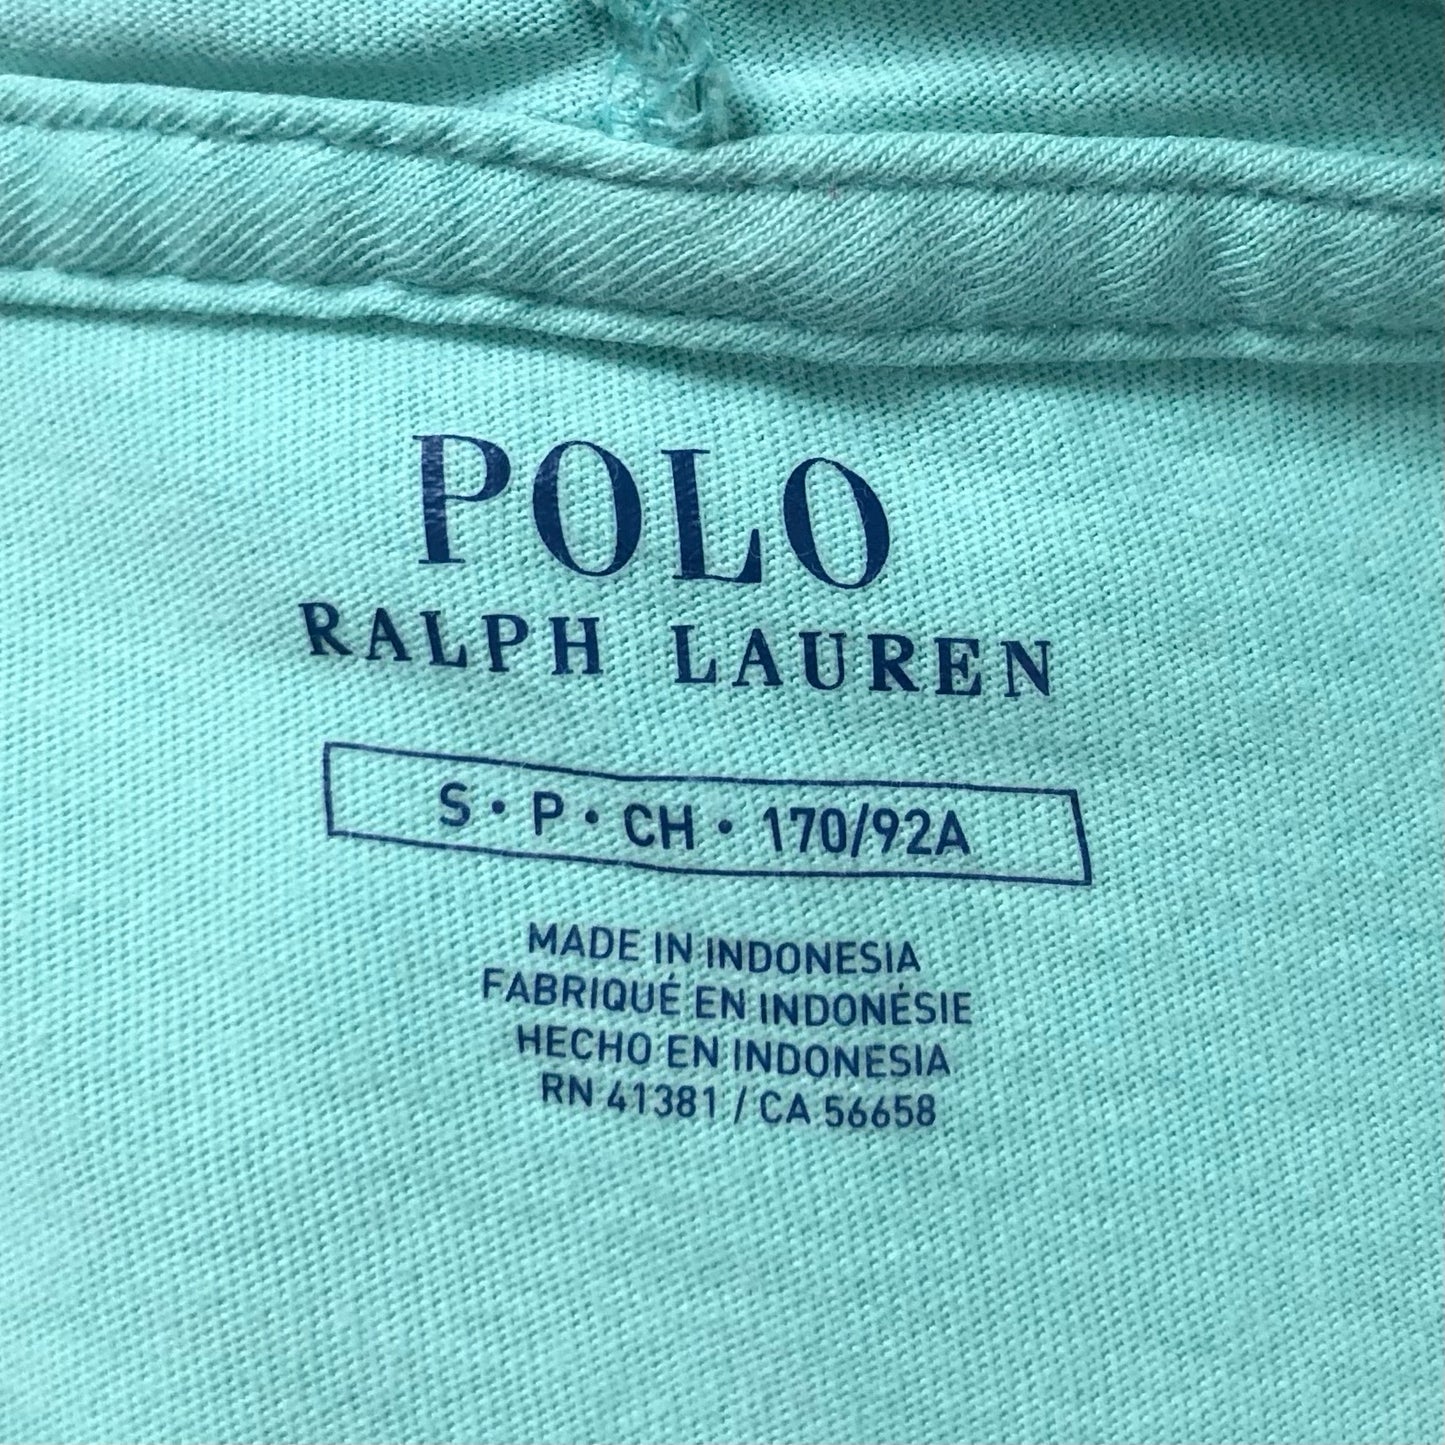 POLO
RALPH LAUREN
S • P • CH • 170/92A
MADE IN INDONESIA
FABRIQUÉ EN INDONÉSIE
HECHO EN INDONESIA
RN 41381 / CA 56658